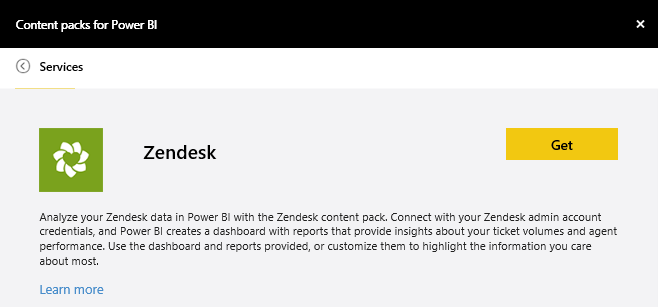 Content packs for Power BI
Services
Zendesk
Get
Analyze your Zendesk data in Power BI with the Zendesk content pack. Connect with your Zendesk admin account
credentials, and Power BI creates a dashboard with reports that provide insights about your ticket volumes and agent
performance. Use the dashboard and reports provided, or customize them to highlight the information you care
about most.
Learn more